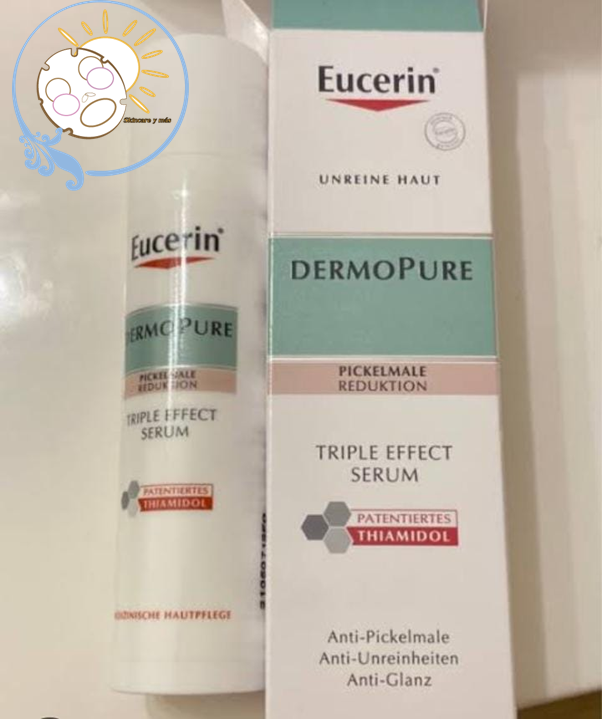 Skincare y más
Eucerin®
DERMOPURE
PICKELMALE
REDUKTION
TRIPLE EFFECT
SERUM
PATENTIERTES
THIAMIDOL
HAUTPFLEGE
Eucerin®
UNREINE HAUT
DERMOPURE
PICKELMALE
REDUKTION
TRIPLE EFFECT
SERUM
PATENTIERTES
THIAMIDOL
Anti-Pickelmale
Anti-Unreinheiten
Anti-Glanz